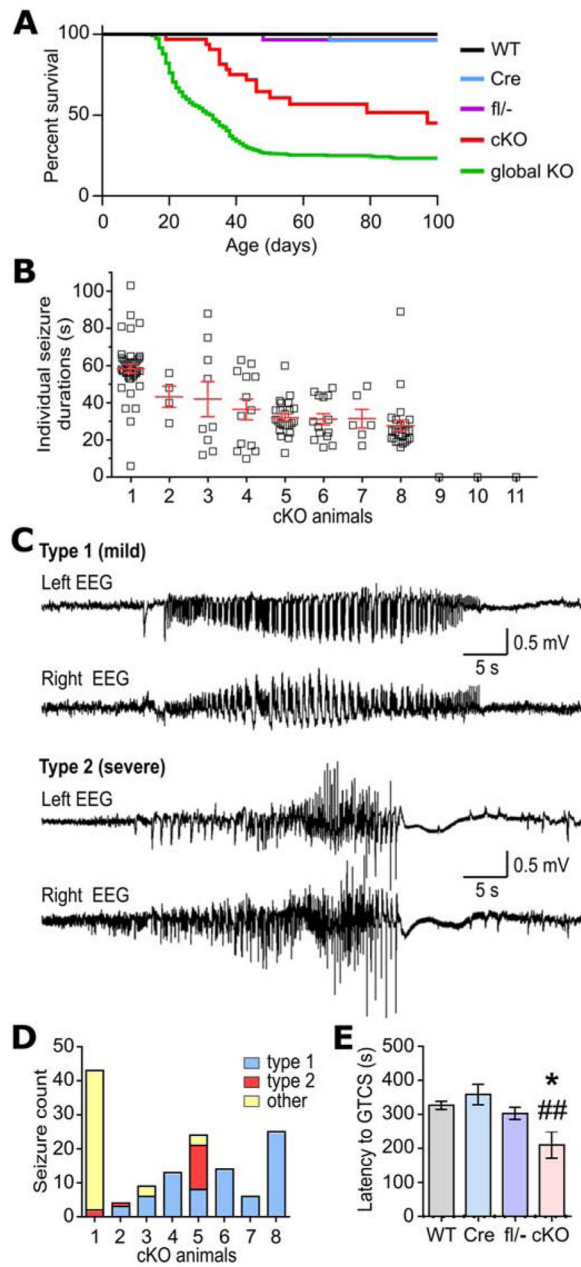 A
Percent survival
100
50
0
0 20 40 60 80 100
Age (days)
WT
Cre
fl/-
cKO
global KO
B
Individual seizure
durations (s)
100
80
60
40
20
0
1 2 3 4 5 6 7 8 9 10 11
cKO animals
C
Type 1 (mild)
Left EEG
0.5 mV
5 s
Right EEG
Type 2 (severe)
Left EEG
0.5 mV
5 s
Right EEG
D
Seizure count
50
40
30
20
10
0
type 1
type 2
other
1 2 3 4 5 6 7 8
cKO animals
E
Latency to GTCS (s)
500
400
300
200
100
0
*
##
WT Cre fl/- cKO